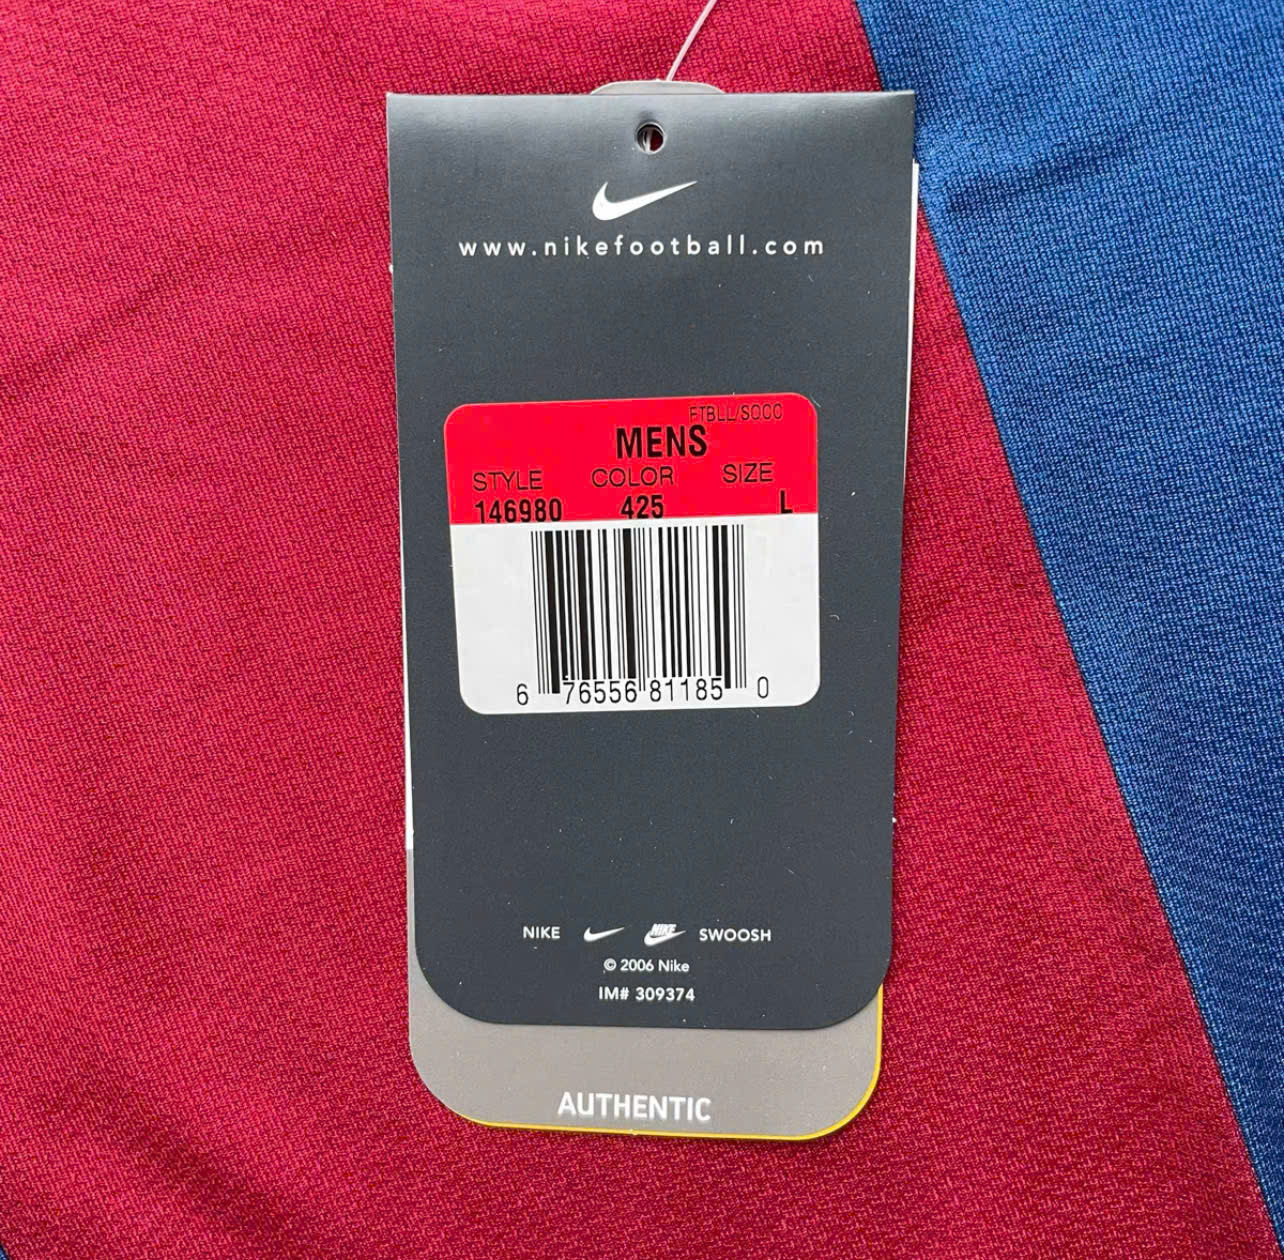 www.nikefootball.com
FTBLL/SOCC
MENS
STYLE COLOR SIZE
146980 425 L
6 76556 81185 0
NIKE NIKE SWOOSH
© 2006 Nike
IM# 309374
AUTHENTIC